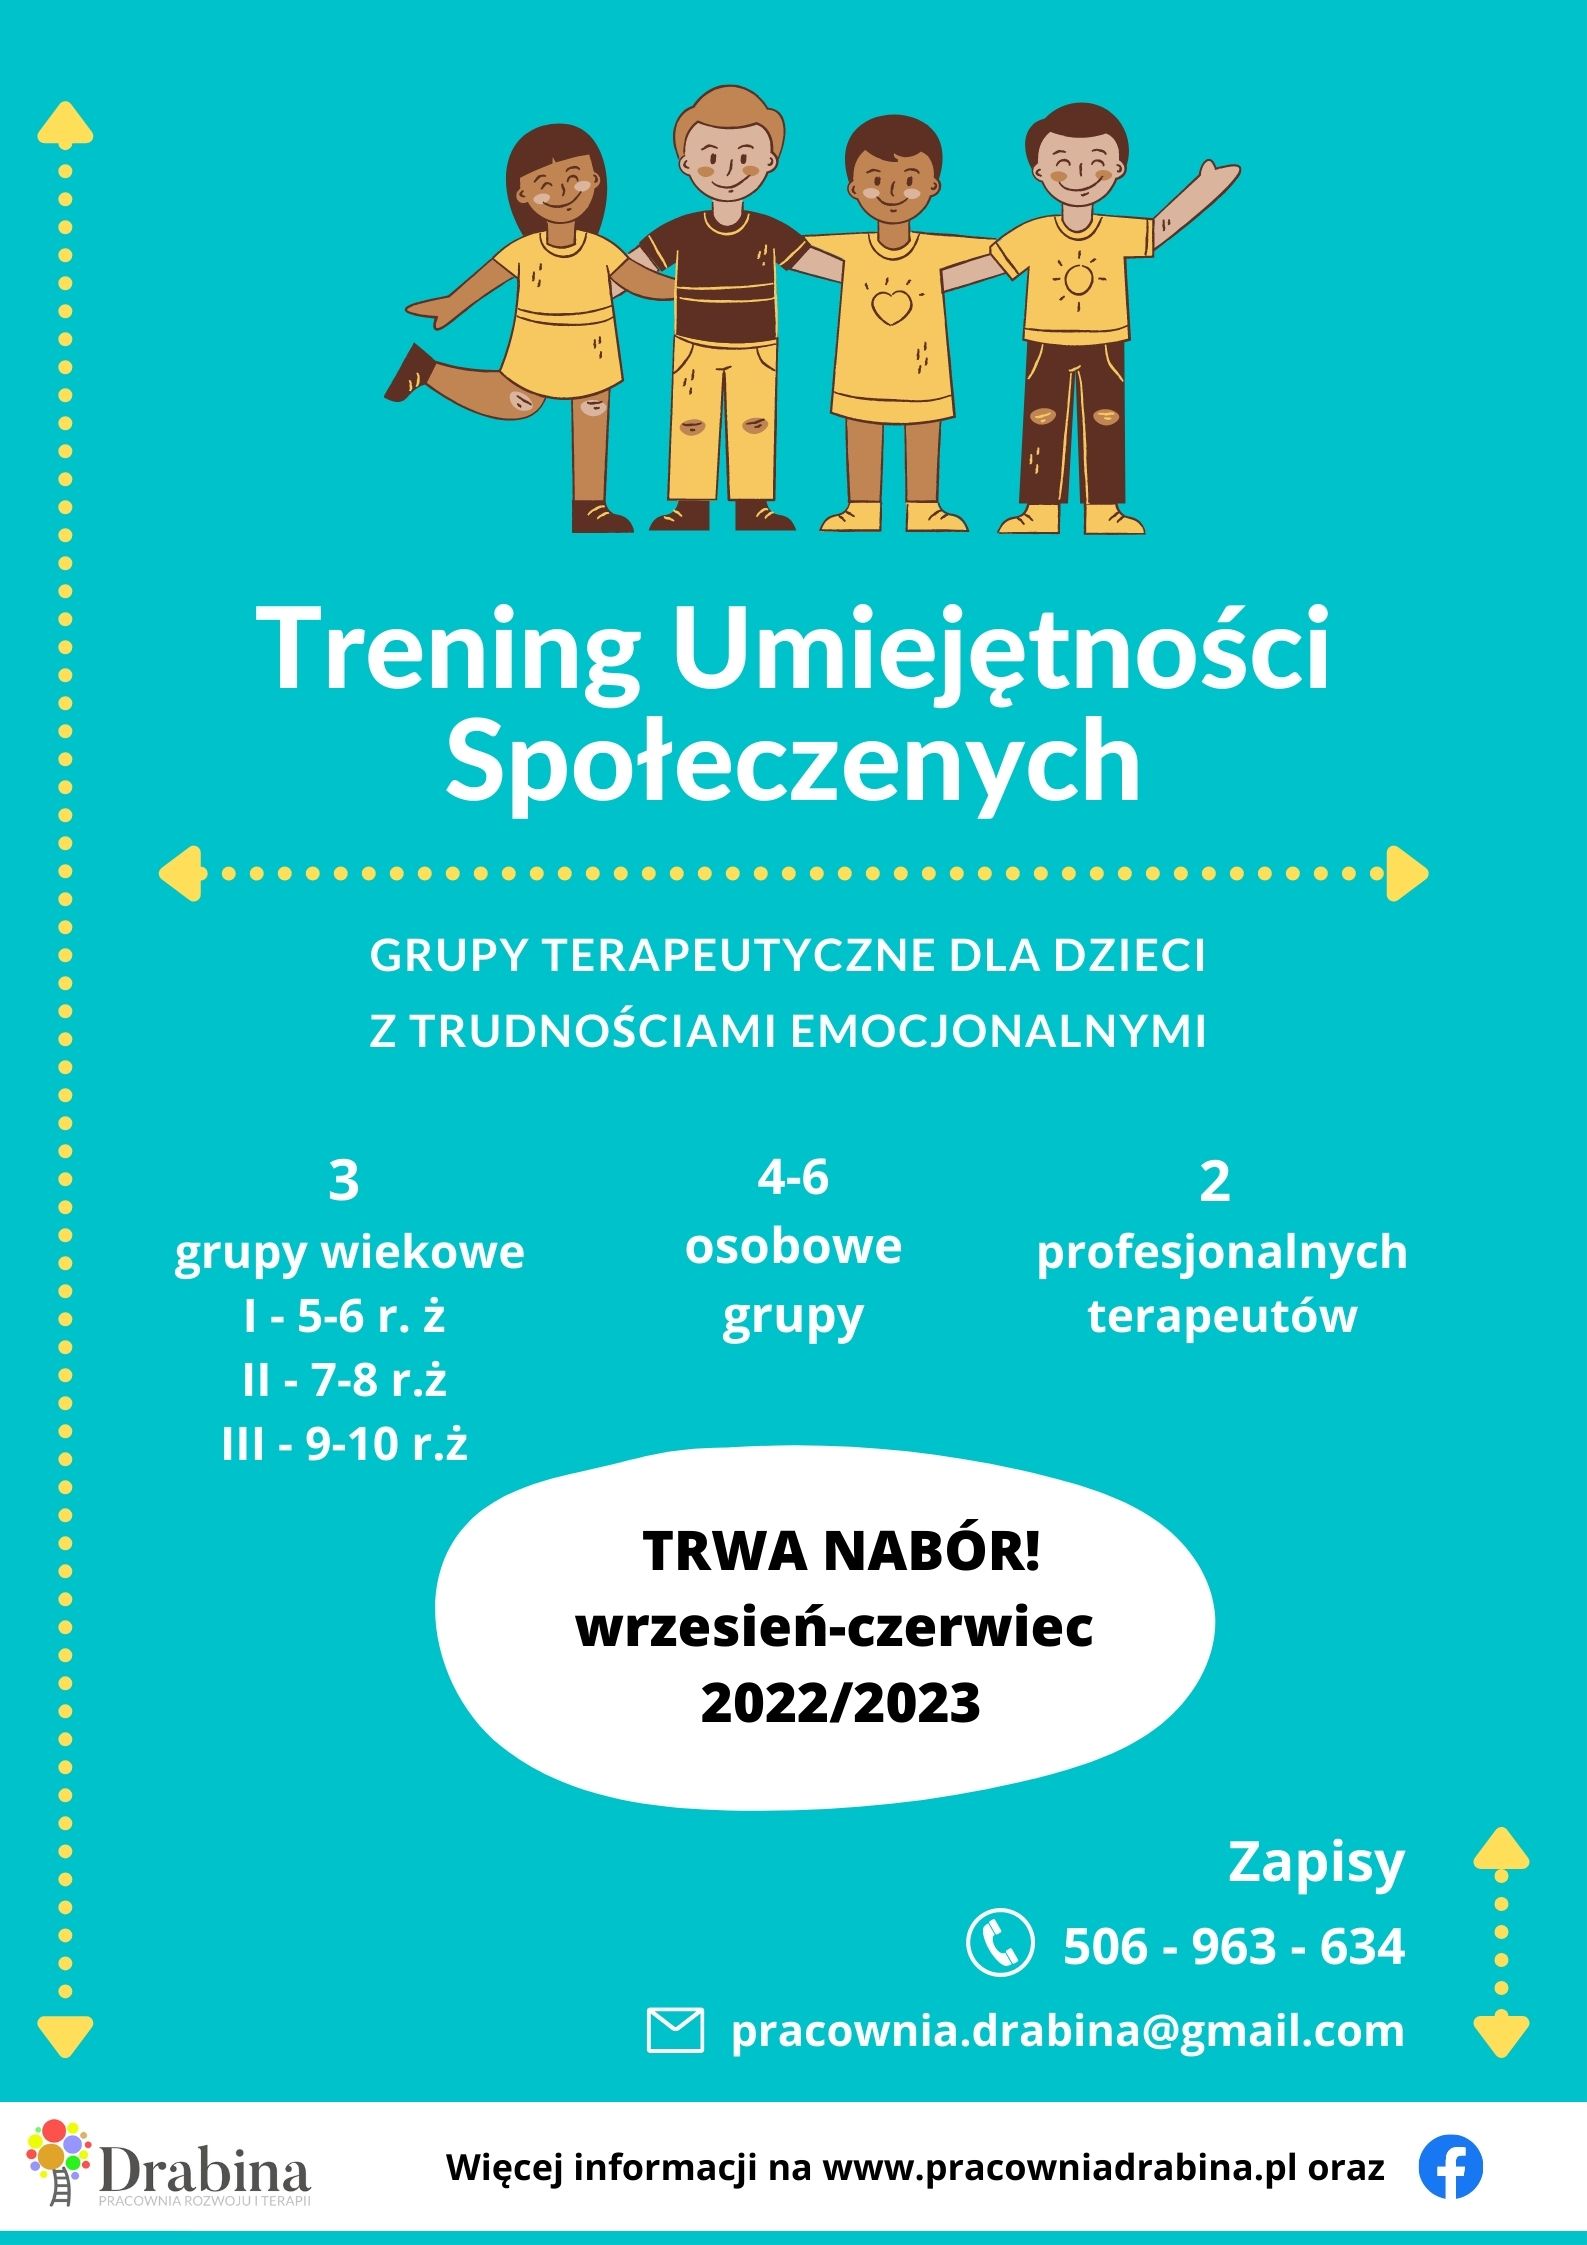 Trening Umiejętności
Społeczenych
GRUPY TERAPEUTYCZNE DLA DZIECI
Z TRUDNOŚCIAMI EMOCJONALNYMI
3
grupy wiekowe
I - 5-6 r. ż
II - 7-8 r.ż
III - 9-10 r.ż
4-6
osobowe
grupy
2
profesjonalnych
terapeutów
TRWA NABÓR!
wrzesień-czerwiec
2022/2023
Zapisy
506 - 963 - 634
pracownia.drabina@gmail.com
Drabina
PRACOWNIA ROZWOJU I TERAPII
Więcej informacji na www.pracowniadrabina.pl oraz